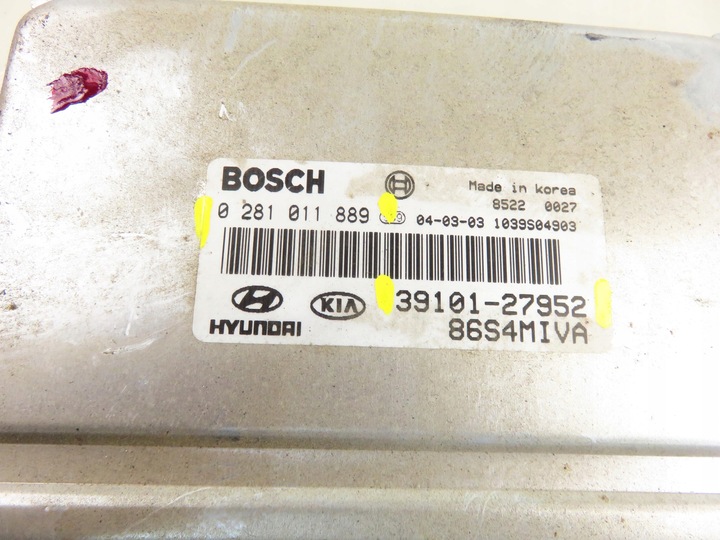 BOSCH
Made in korea
8522 0027
0 281 011 889
04-03-03 1039S04903
39101-27952
HYUNDAI
KIA
86S4MIVA